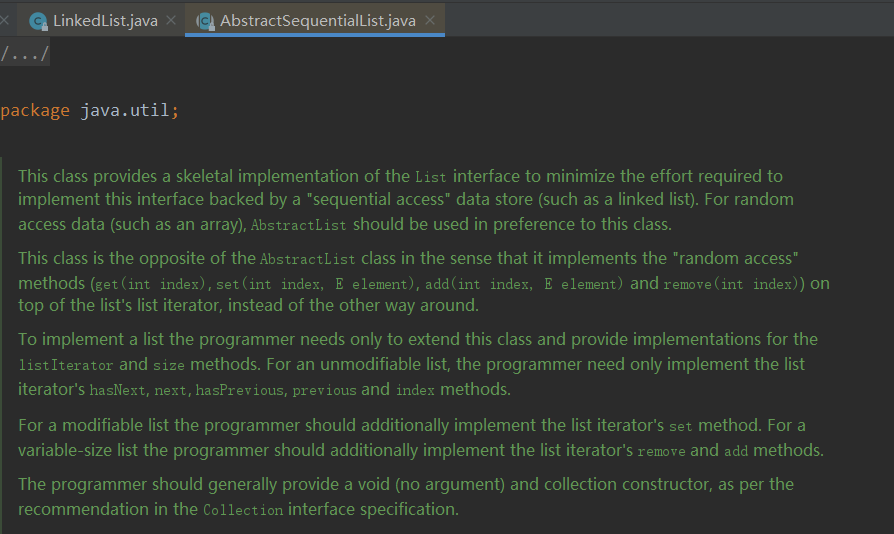 LinkedList.java AbstractSequentialList.java
/.../
package java.util;
This class provides a skeletal implementation of the List interface to minimize the effort required to
implement this interface backed by a "sequential access" data store (such as a linked list). For random
access data (such as an array), AbstractList should be used in preference to this class.
This class is the opposite of the AbstractList class in the sense that it implements the "random access"
methods (get(int index), set(int index, E element), add(int index, E element) and remove(int index)) on
top of the list's list iterator, instead of the other way around.
To implement a list the programmer needs only to extend this class and provide implementations for the
listIterator and size methods. For an unmodifiable list, the programmer need only implement the list
iterator's hasNext, next, hasPrevious, previous and index methods.
For a modifiable list the programmer should additionally implement the list iterator's set method. For a
variable-size list the programmer should additionally implement the list iterator's remove and add methods.
The programmer should generally provide a void (no argument) and collection constructor, as per the
recommendation in the Collection interface specification.